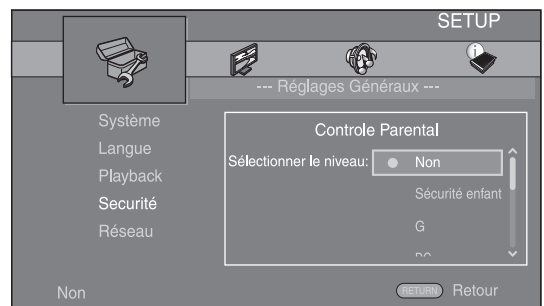 SETUP
--- Réglages Généraux ---
Système
Langue
Playback
Securité
Réseau
Controle Parental
Sélectionner le niveau:
Non
Sécurité enfant
G
Non
RETURN Retour